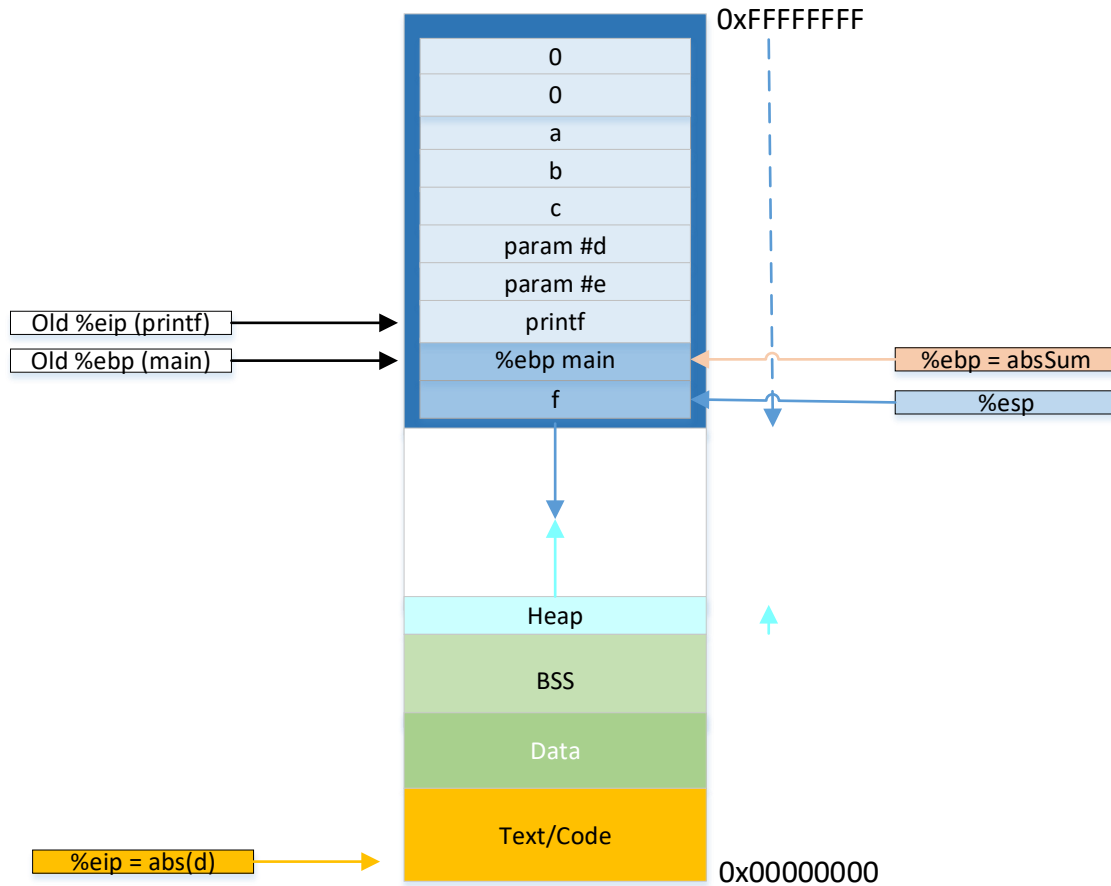 0xFFFFFFFF
0
0
a
b
c
param #d
param #e
Old %eip (printf)
printf
Old %ebp (main)
%ebp main
%ebp = absSum
f
%esp
Heap
BSS
Data
Text/Code
%eip = abs(d)
0x00000000